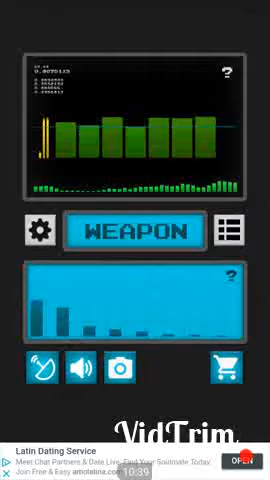 ?
WEAPON
?
VidTrim
Latin Dating Service
Meet Chat Partners & Date Live. Find Your Soulmate Today.
Join Free & Easy amolatina.com
10:39
OPEN